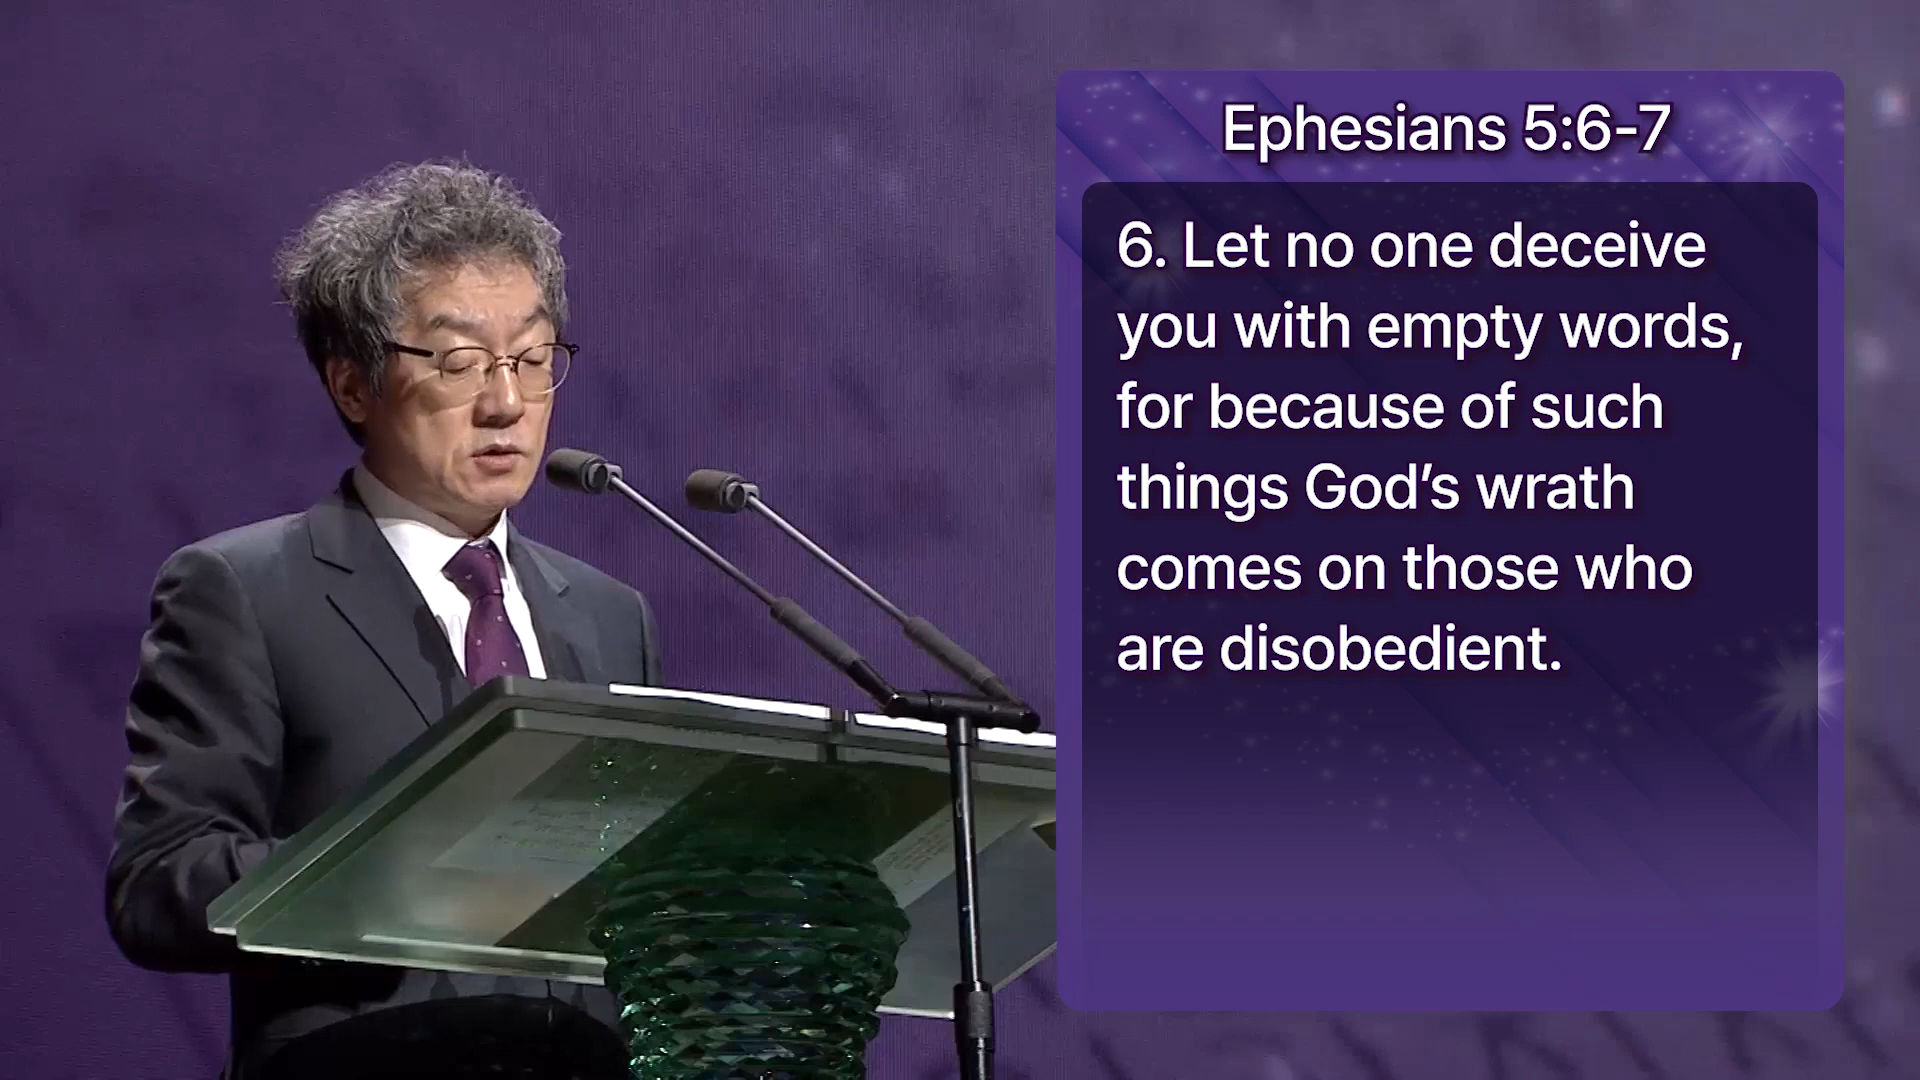 Ephesians 5:6-7
6. Let no one deceive
you with empty words,
for because of such
things God’s wrath
comes on those who
are disobedient.